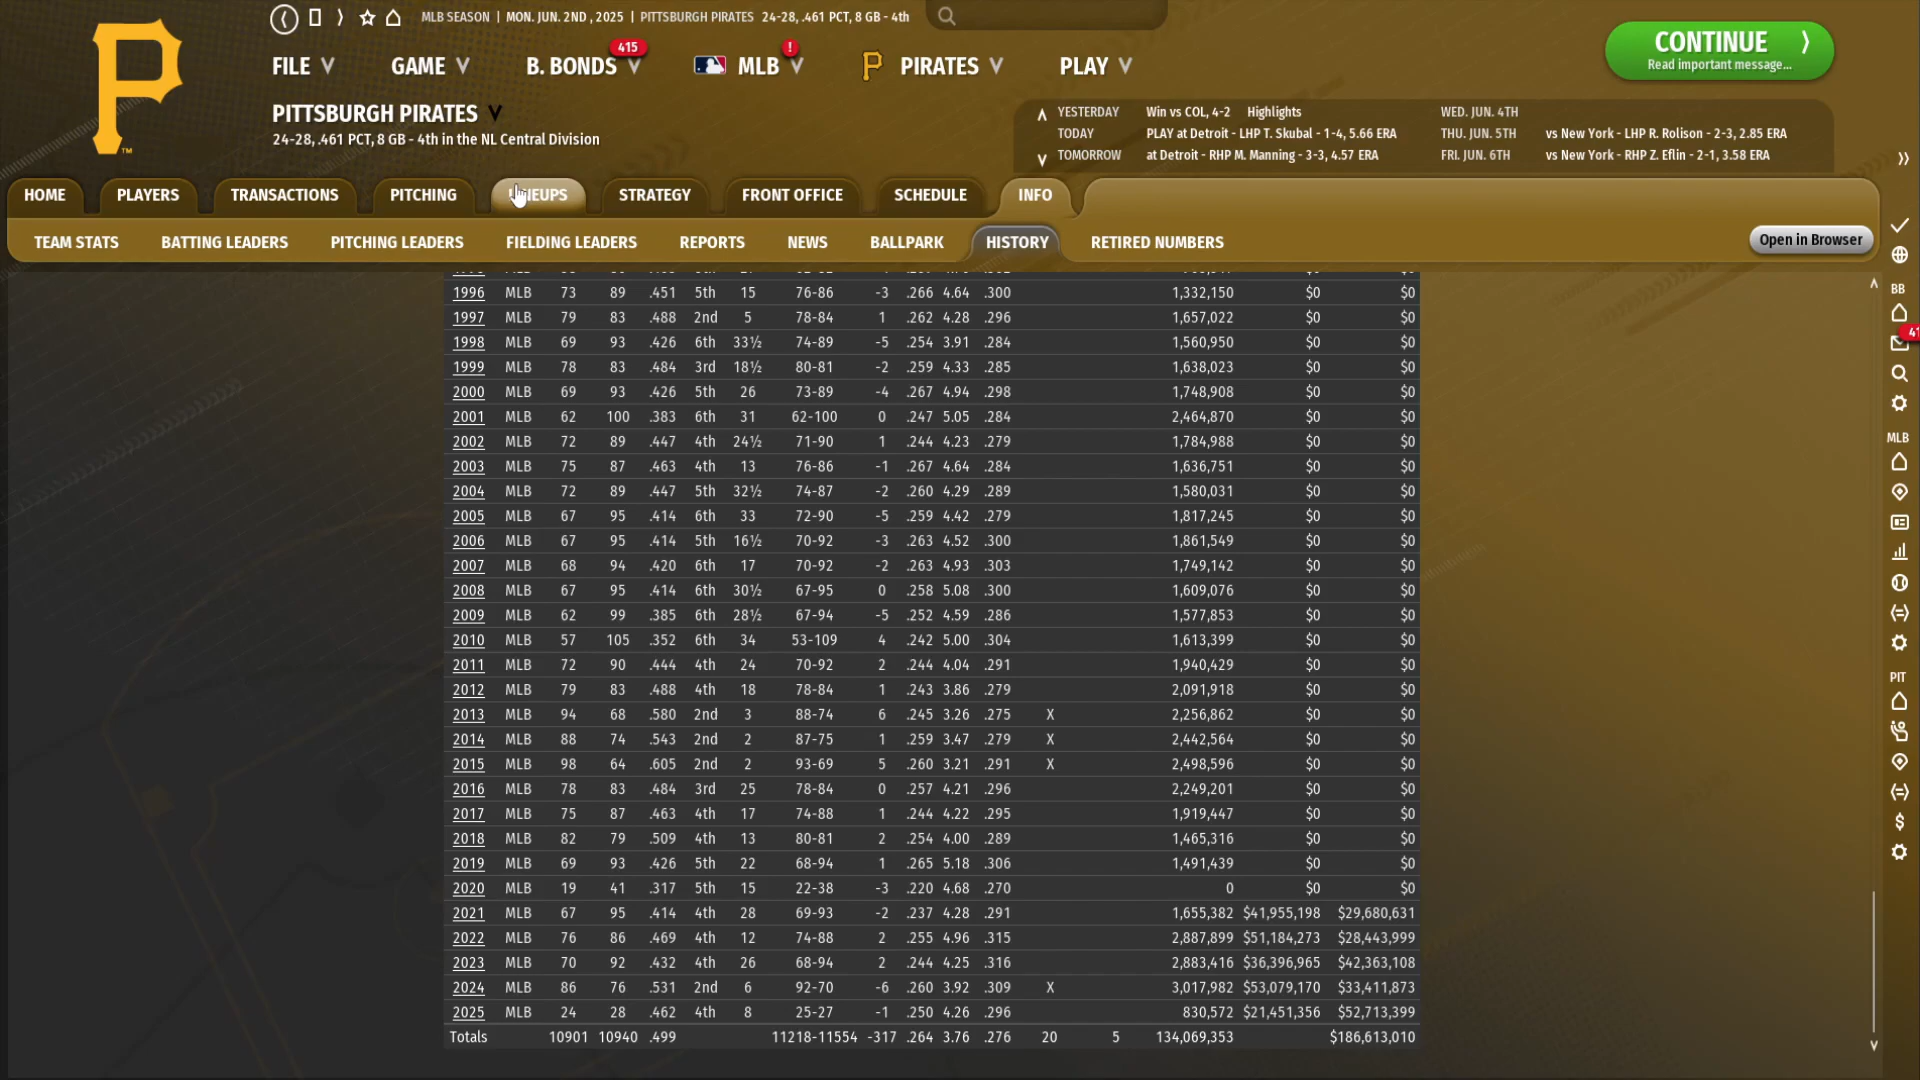 MLB SEASON | MON. JUN. 2ND , 2025 | PITTSBURGH PIRATES 24-28, .461 PCT, 8 GB - 4th
FILE GAME B. BONDS 415 MLB ! PIRATES PLAY
CONTINUE
Read important message...
PITTSBURGH PIRATES
24-28, .461 PCT, 8 GB - 4th in the NL Central Division
YESTERDAY Win vs COL, 4-2 Highlights WED. JUN. 4TH
TODAY PLAY at Detroit - LHP T. Skubal - 1-4, 5.66 ERA THU. JUN. 5TH vs New York - LHP R. Rolison - 2-3, 2.85 ERA
TOMORROW at Detroit - RHP M. Manning - 3-3, 4.57 ERA FRI. JUN. 6TH vs New York - RHP Z. Eflin - 2-1, 3.58 ERA
HOME PLAYERS TRANSACTIONS PITCHING STRATEGY FRONT OFFICE SCHEDULE INFO
TEAM STATS BATTING LEADERS PITCHING LEADERS FIELDING LEADERS REPORTS NEWS BALLPARK HISTORY RETIRED NUMBERS Open in Browser
1996 MLB 73 89 .451 5th 15 76-86 -3 .266 4.64 .300 1,332,150 $0 $0
1997 MLB 79 83 .488 2nd 5 78-84 1 .262 4.28 .296 1,657,022 $0 $0
1998 MLB 69 93 .426 6th 33½ 74-89 -5 .254 3.91 .284 1,560,950 $0 $0
1999 MLB 78 83 .484 3rd 18½ 80-81 -2 .259 4.33 .285 1,638,023 $0 $0
2000 MLB 69 93 .426 5th 26 73-89 -4 .267 4.94 .298 1,748,908 $0 $0
2001 MLB 62 100 .383 6th 31 62-100 0 .247 5.05 .284 2,464,870 $0 $0
2002 MLB 72 89 .447 4th 24½ 71-90 1 .244 4.23 .279 1,784,988 $0 $0
2003 MLB 75 87 .463 4th 13 76-86 -1 .267 4.64 .284 1,636,751 $0 $0
2004 MLB 72 89 .447 5th 32½ 74-87 -2 .260 4.29 .289 1,580,031 $0 $0
2005 MLB 67 95 .414 6th 33 72-90 -5 .259 4.42 .279 1,817,245 $0 $0
2006 MLB 67 95 .414 5th 16½ 70-92 -3 .263 4.52 .300 1,861,549 $0 $0
2007 MLB 68 94 .420 6th 17 70-92 -2 .263 4.93 .303 1,749,142 $0 $0
2008 MLB 67 95 .414 6th 30½ 67-95 0 .258 5.08 .300 1,609,076 $0 $0
2009 MLB 62 99 .385 6th 28½ 67-94 -5 .252 4.59 .286 1,577,853 $0 $0
2010 MLB 57 105 .352 6th 34 53-109 4 .242 5.00 .304 1,613,399 $0 $0
2011 MLB 72 90 .444 4th 24 70-92 2 .244 4.04 .291 1,940,429 $0 $0
2012 MLB 79 83 .488 4th 18 78-84 1 .243 3.86 .279 2,091,918 $0 $0
2013 MLB 94 68 .580 2nd 3 88-74 6 .245 3.26 .275 X 2,256,862 $0 $0
2014 MLB 88 74 .543 2nd 2 87-75 1 .259 3.47 .279 X 2,442,564 $0 $0
2015 MLB 98 64 .605 2nd 2 93-69 5 .260 3.21 .291 X 2,498,596 $0 $0
2016 MLB 78 83 .484 3rd 25 78-84 0 .257 4.21 .296 2,249,201 $0 $0
2017 MLB 75 87 .463 4th 17 74-88 1 .244 4.22 .295 1,919,447 $0 $0
2018 MLB 82 79 .509 4th 13 80-81 2 .254 4.00 .289 1,465,316 $0 $0
2019 MLB 69 93 .426 5th 22 68-94 1 .265 5.18 .306 1,491,439 $0 $0
2020 MLB 19 41 .317 5th 15 22-38 -3 .220 4.68 .270 0 $0 $0
2021 MLB 67 95 .414 4th 28 69-93 -2 .237 4.28 .291 1,655,382 $41,955,198 $29,680,631
2022 MLB 76 86 .469 4th 12 74-88 2 .255 4.96 .315 2,887,899 $51,184,273 $28,443,999
2023 MLB 70 92 .432 4th 26 68-94 2 .244 4.25 .316 2,883,416 $36,396,965 $42,363,108
2024 MLB 86 76 .531 2nd 6 92-70 -6 .260 3.92 .309 X 3,017,982 $53,079,170 $33,411,873
2025 MLB 24 28 .462 4th 8 25-27 -1 .250 4.26 .296 830,572 $21,451,356 $52,713,399
Totals 10901 10940 .499 11218-11554 -317 .264 3.76 .276 20 5 134,069,353 $186,613,010
BB
41
MLB
PIT